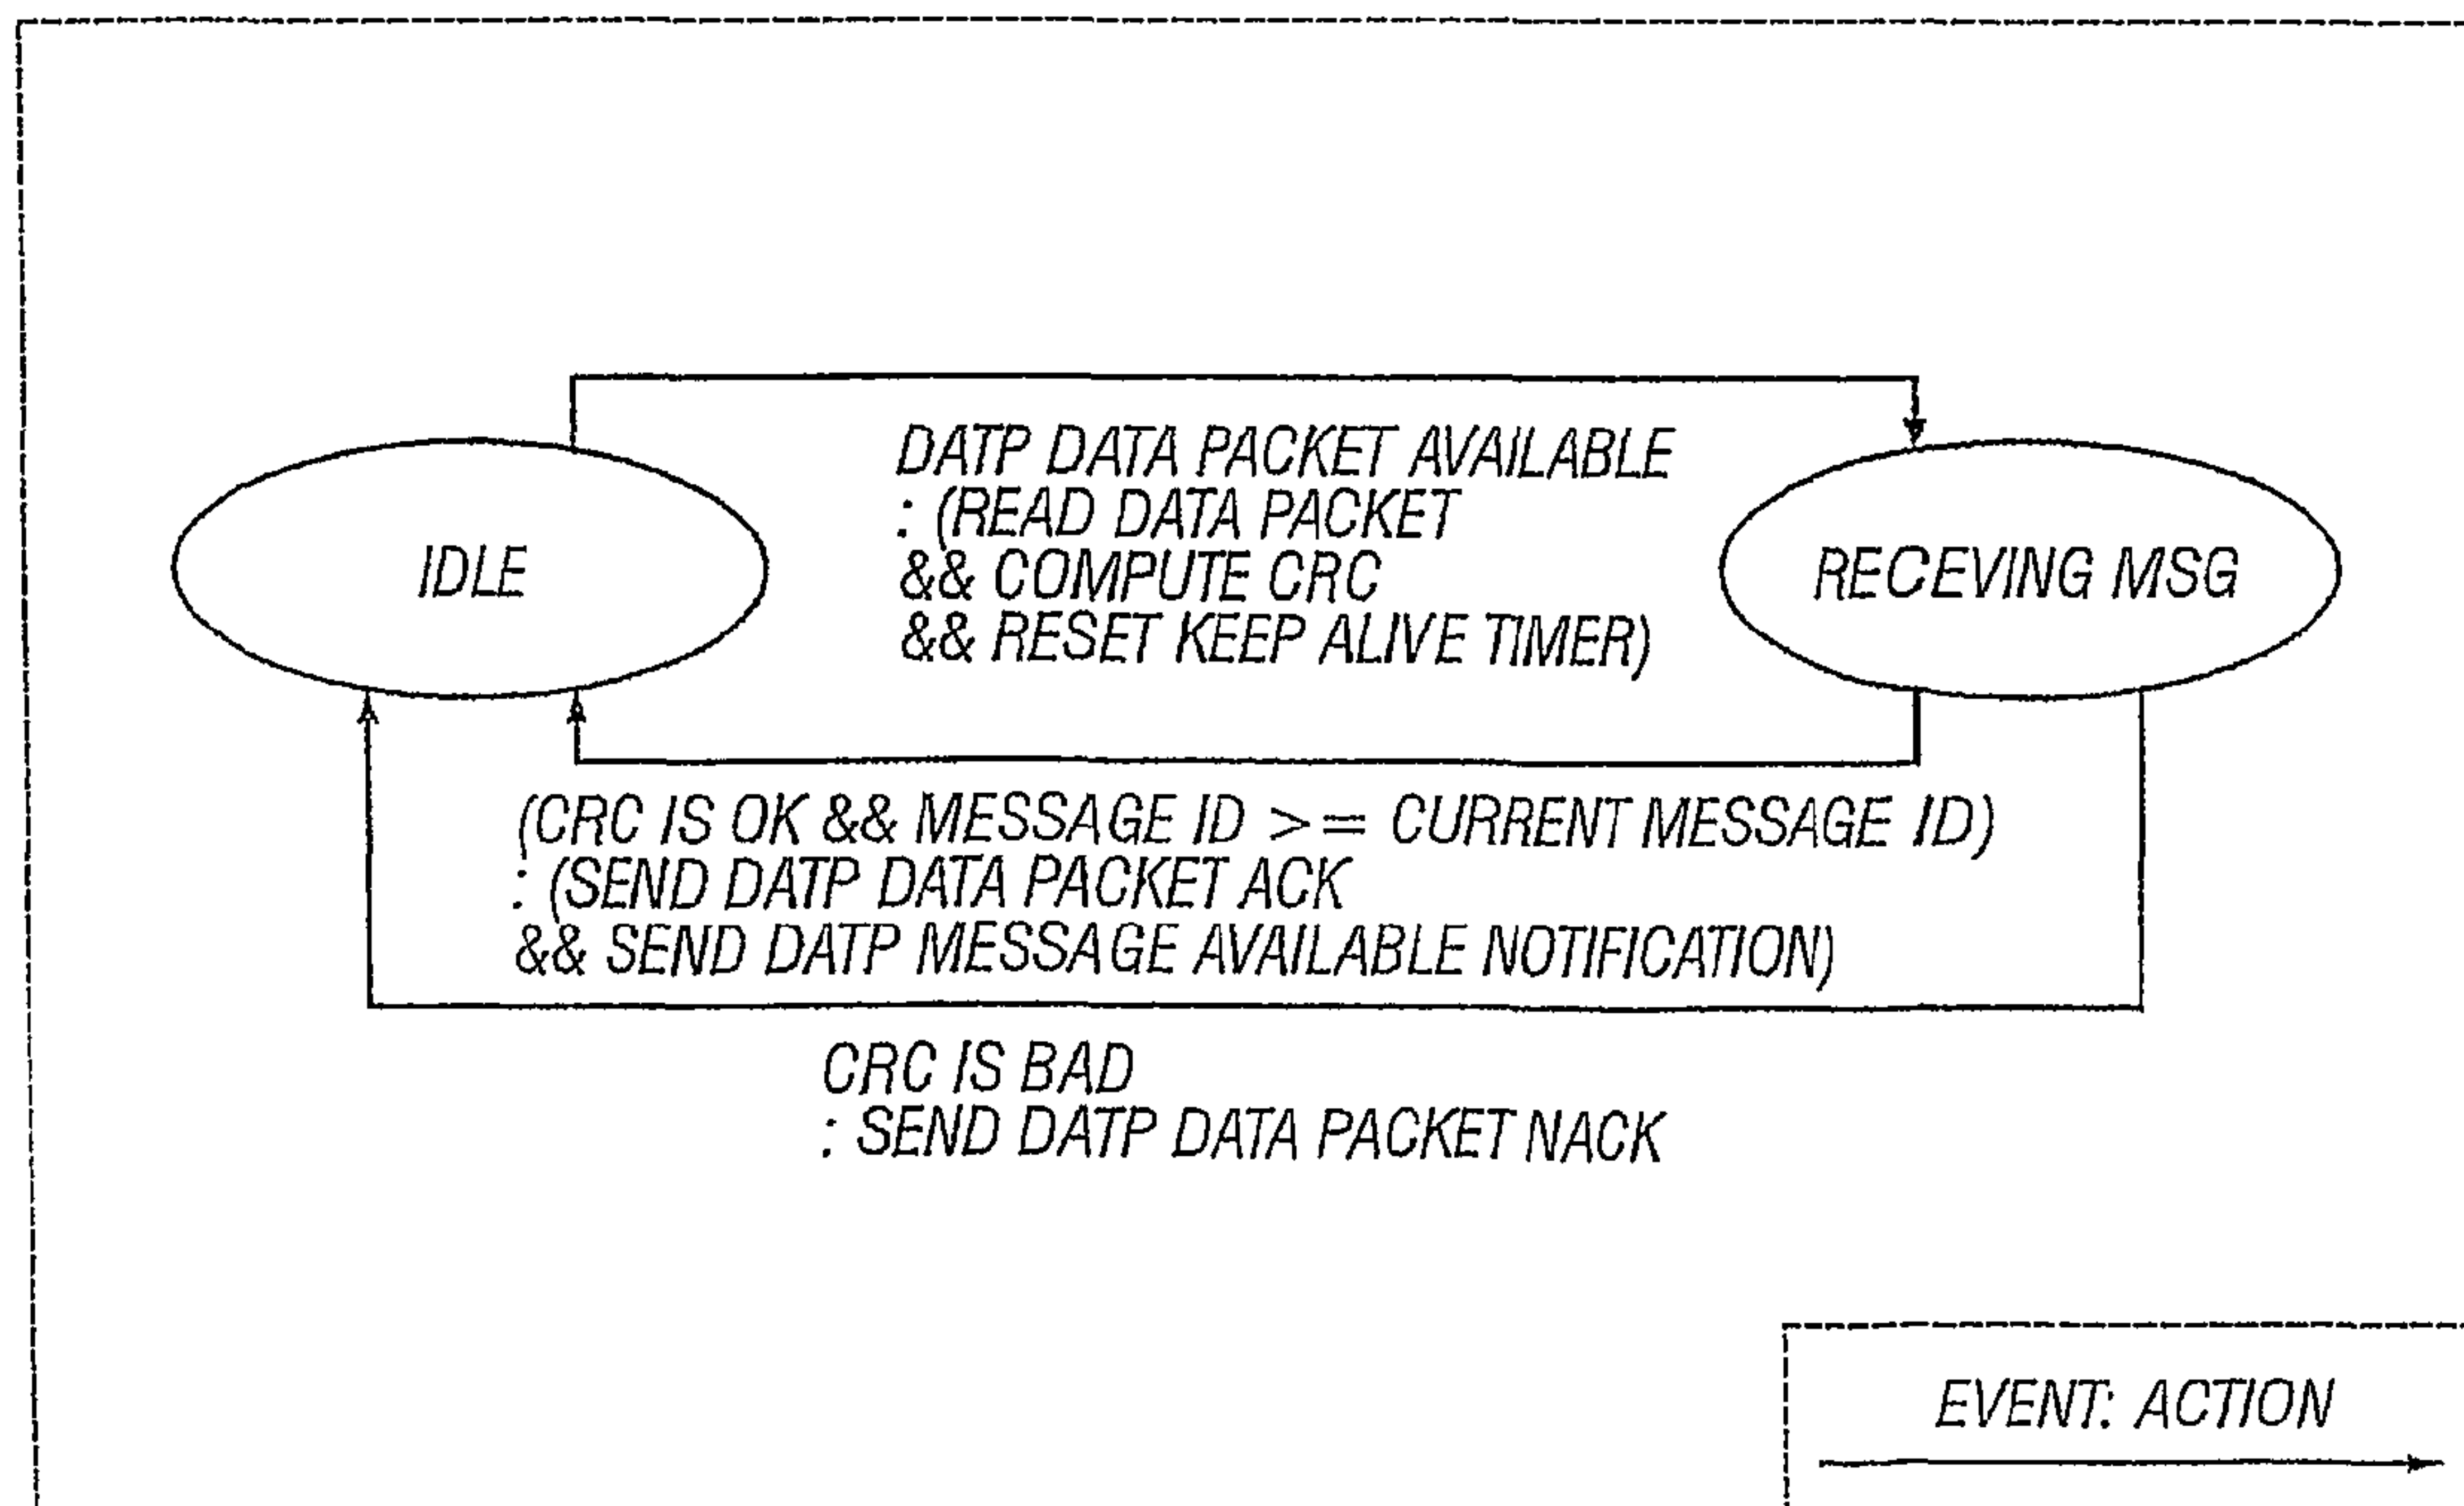 DATP DATA PACKET AVAILABLE
: (READ DATA PACKET
&& COMPUTE CRC
&& RESET KEEP ALIVE TIMER)
IDLE
RECEVING MSG
(CRC IS OK && MESSAGE ID >= CURRENT MESSAGE ID)
: (SEND DATP DATA PACKET ACK
&& SEND DATP MESSAGE AVAILABLE NOTIFICATION)
CRC IS BAD
: SEND DATP DATA PACKET NACK
EVENT: ACTION